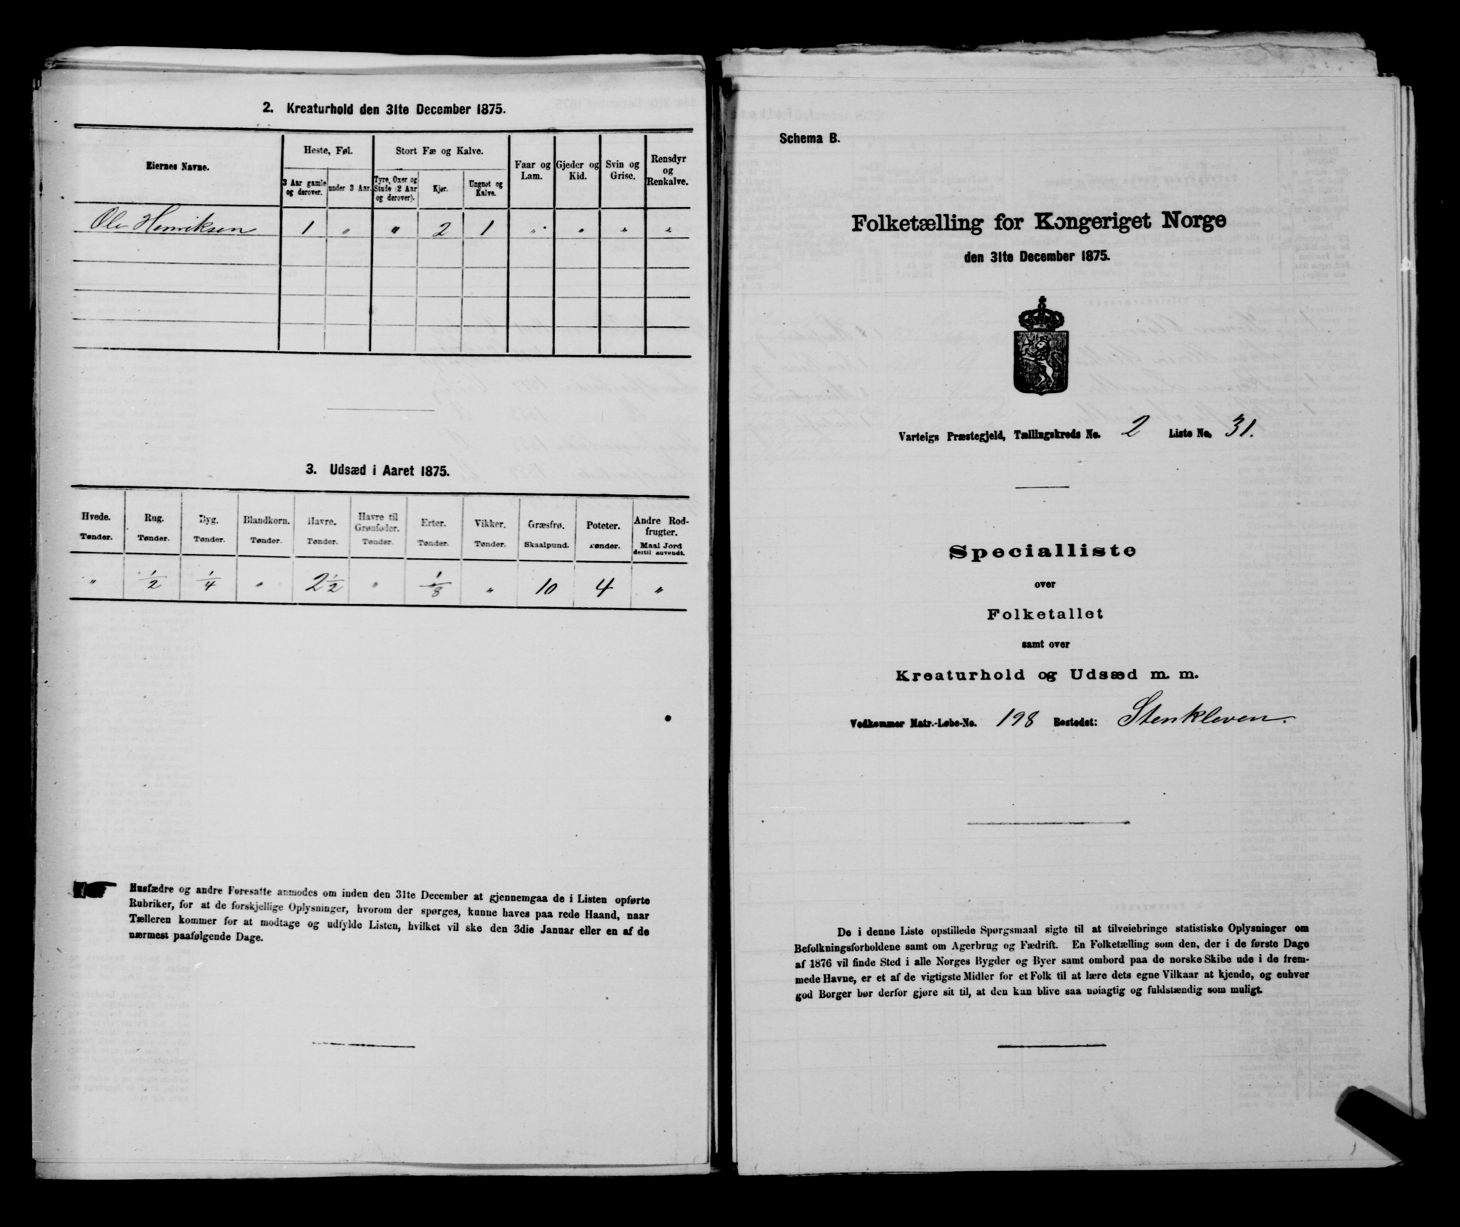 2. Kreaturhold den 31te December 1875.
Eiernes Navne.
Heste, Føl.
Stort Fæ og Kalve.
Faar og Lam.
Gjeder og Kid.
Svin og Grise.
Rensdyr og Renkalve.
3 Aar gamle og derover.
under 3 Aar.
Tyre, Oxer og Stude (2 Aar og derover).
Kjør.
Ungnøt og Kalve.
Ole Henriksen 1 " " 2 1 " " " "
3. Udsæd i Aaret 1875.
Hvede. Rug. Byg. Blandkorn. Havre. Havre til Grønfoder. Erter. Vikker. Græsfrø. Poteter. Andre Rodfrugter.
Tønder. Tønder. Tønder. Tønder. Tønder. Tønder. Tønder. Tønder. Skaalpund. Tønder. Maal Jord dertil anvendt.
" 1/2 1/4 " 2 1/2 " 1/8 " 10 4 "
Husfædre og andre Foresatte anmodes om inden den 31te December at gjennemgaa de i Listen opførte
Rubriker, for at de forskjellige Oplysninger, hvorom der spørges, kunne haves paa rede Haand, naar
Tælleren kommer for at modtage og udfylde Listen, hvilket vil ske den 3die Januar eller en af de
nærmest paafølgende Dage.
Schema B.
Folketælling for Kongeriget Norge
den 31te December 1875.
Varteigs Præstegjeld, Tællingskreds No. 2 Liste No. 31.
Specialliste
over
Folketallet
samt over
Kreaturhold og Udsæd m. m.
Vedkommer Matr.-Løbe-No. 198 Bostedet: Stenkleven.
De i denne Liste opstillede Spørgsmaal sigte til at tilveiebringe statistiske Oplysninger om
Befolkningsforholdene samt om Agerbrug og Fædrift. En Folketælling som den, der i de første Dage
af 1876 vil finde Sted i alle Norges Bygder og Byer samt ombord paa de norske Skibe ude i de frem-
mede Havne, er et af de vigtigste Midler for et Folk til at lære dets egne Vilkaar at kjende, og enhver
god Borger bør derfor gjøre sit til, at den kan blive saa nøiagtig og fuldstændig som muligt.